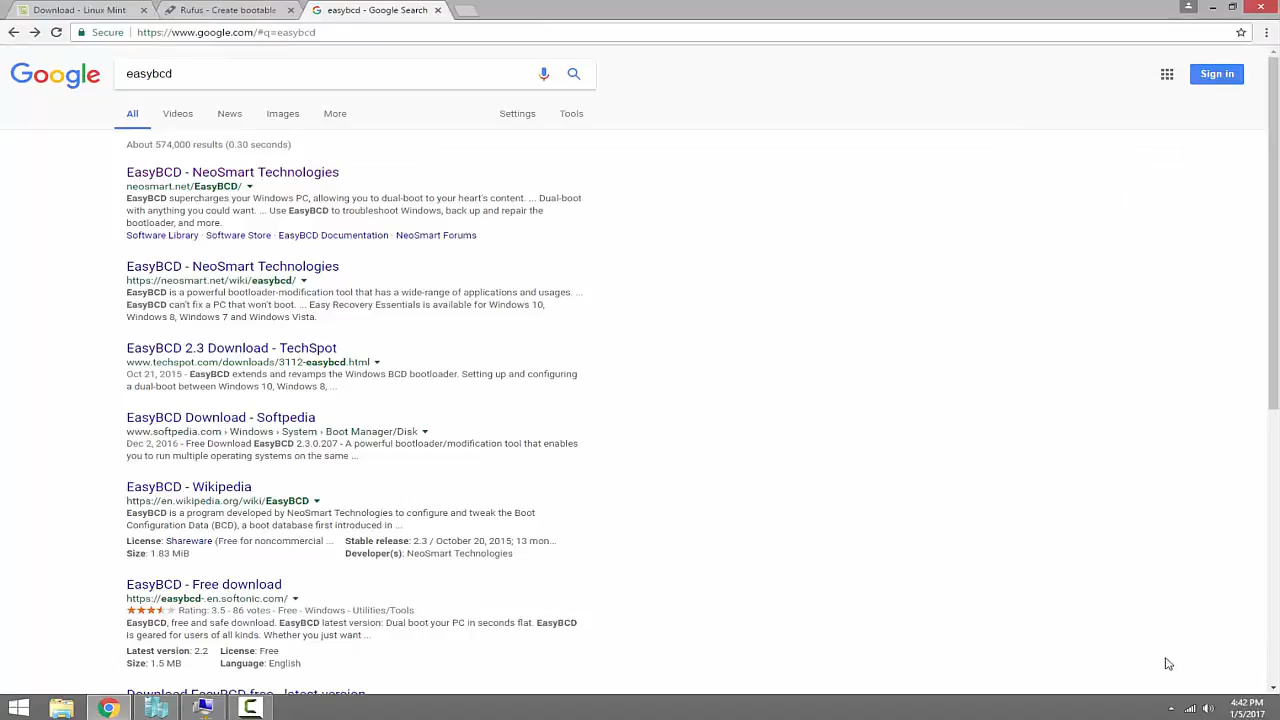 Download - Linux Mint
Rufus - Create bootable
easybcd - Google Search
Secure
https://www.google.com/#q=easybcd
Google
easybcd
Sign in
All
Videos
News
Images
More
Settings
Tools
About 574,000 results (0.30 seconds)
EasyBCD - NeoSmart Technologies
neosmart.net/EasyBCD/
EasyBCD supercharges your Windows PC, allowing you to dual-boot to your heart's content. ... Dual-boot
with anything you could want. ... Use EasyBCD to troubleshoot Windows, back up and repair the
bootloader, and more.
Software Library · Software Store · EasyBCD Documentation · NeoSmart Forums
EasyBCD - NeoSmart Technologies
https://neosmart.net/wiki/easybcd/
EasyBCD is a powerful bootloader-modification tool that has a wide-range of applications and usages. ...
EasyBCD can't fix a PC that won't boot. ... Easy Recovery Essentials is available for Windows 10,
Windows 8, Windows 7 and Windows Vista.
EasyBCD 2.3 Download - TechSpot
www.techspot.com/downloads/3112-easybcd.html
Oct 21, 2015 - EasyBCD extends and revamps the Windows BCD bootloader. Setting up and configuring
a dual-boot between Windows 10, Windows 8, ...
EasyBCD Download - Softpedia
www.softpedia.com › Windows › System › Boot Manager/Disk
Dec 2, 2016 - Free Download EasyBCD 2.3.0.207 - A powerful bootloader/modification tool that enables
you to run multiple operating systems on the same ...
EasyBCD - Wikipedia
https://en.wikipedia.org/wiki/EasyBCD
EasyBCD is a program developed by NeoSmart Technologies to configure and tweak the Boot
Configuration Data (BCD), a boot database first introduced in ...
License: Shareware (Free for noncommercial ... Stable release: 2.3 / October 20, 2015; 13 mon...
Size: 1.83 MiB Developer(s): NeoSmart Technologies
EasyBCD - Free download
https://easybcd-.en.softonic.com/
Rating: 3.5 - 86 votes - Free - Windows - Utilities/Tools
EasyBCD, free and safe download. EasyBCD latest version: Dual boot your PC in seconds flat. EasyBCD
is geared for users of all kinds. Whether you just want ...
Latest version: 2.2 License: Free
Size: 1.5 MB Language: English
Download EasyBCD free - latest version
4:42 PM
1/5/2017